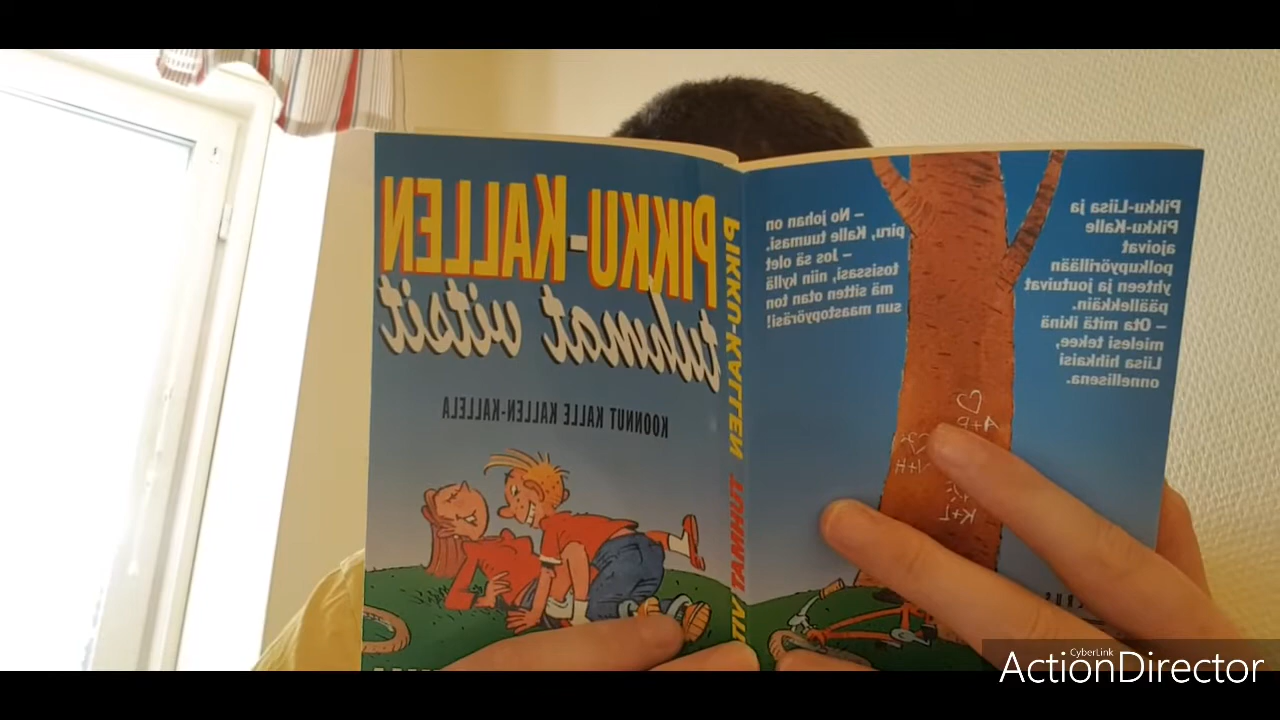 PIKKU-KALLEN
tuhmat vitsit
KOONNUT KALLE KALLEN-KALLELA
PIKKU-KALLEN TUHMAT
Pikku-Liisa ja
Pikku-Kalle
ajoivat
polkupyörillään
yhteen ja joutuivat
päällekkäin.
– Ota mitä ikinä
mielesi tekee,
Liisa hihkaisi
onnellisena.
– No johan on
piru, Kalle tuumasi.
– Jos sä olet
tosissasi, niin kyllä
mä sitten otan ton
sun maastopyöräsi!
K+L
CyberLink
ActionDirector